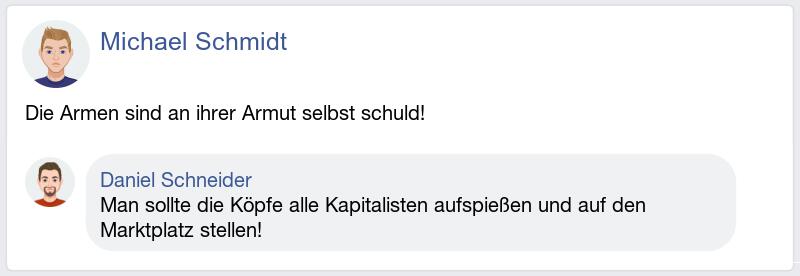 Michael Schmidt
Die Armen sind an ihrer Armut selbst schuld!
Daniel Schneider
Man sollte die Köpfe alle Kapitalisten aufspießen und auf den
Marktplatz stellen!